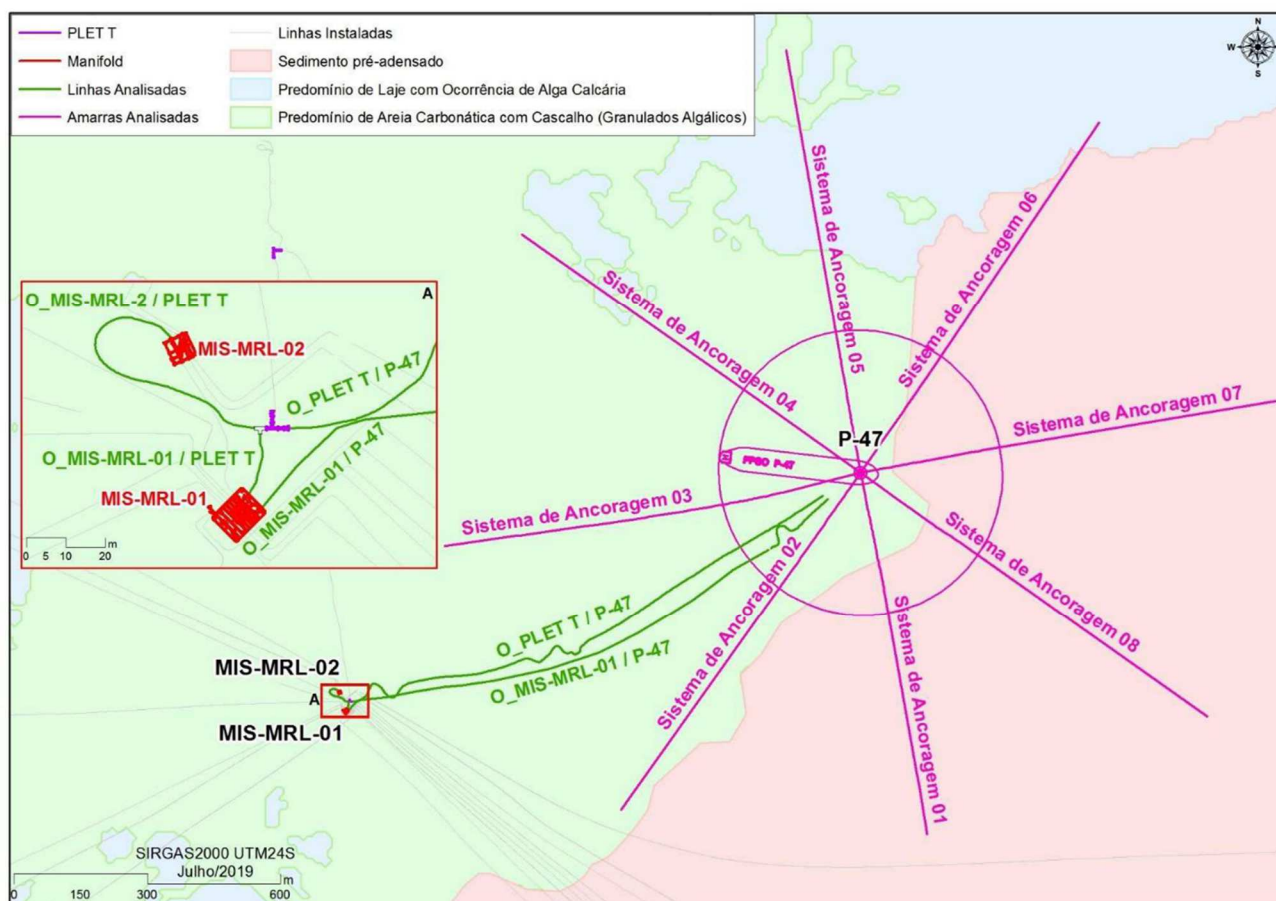 PLET T
Manifold
Linhas Analisadas
Amarras Analisadas
Linhas Instaladas
Sedimento pré-adensado
Predomínio de Laje com Ocorrência de Alga Calcária
Predomínio de Areia Carbonática com Cascalho (Granulados Algálicos)
N
W E
S
Sistema de Ancoragem 05
Sistema de Ancoragem 06
Sistema de Ancoragem 04
Sistema de Ancoragem 07
P-47
FPSO P-47
Sistema de Ancoragem 03
Sistema de Ancoragem 02
Sistema de Ancoragem 08
Sistema de Ancoragem 01
A
O_MIS-MRL-2 / PLET T
MIS-MRL-02
O_PLET T / P-47
O_MIS-MRL-01 / PLET T
MIS-MRL-01
O_MIS-MRL-01 / P-47
0 5 10 20
m
O_PLET T / P-47
O_MIS-MRL-01 / P-47
MIS-MRL-02
A
MIS-MRL-01
SIRGAS2000 UTM24S
Julho/2019
0 150 300 600
m